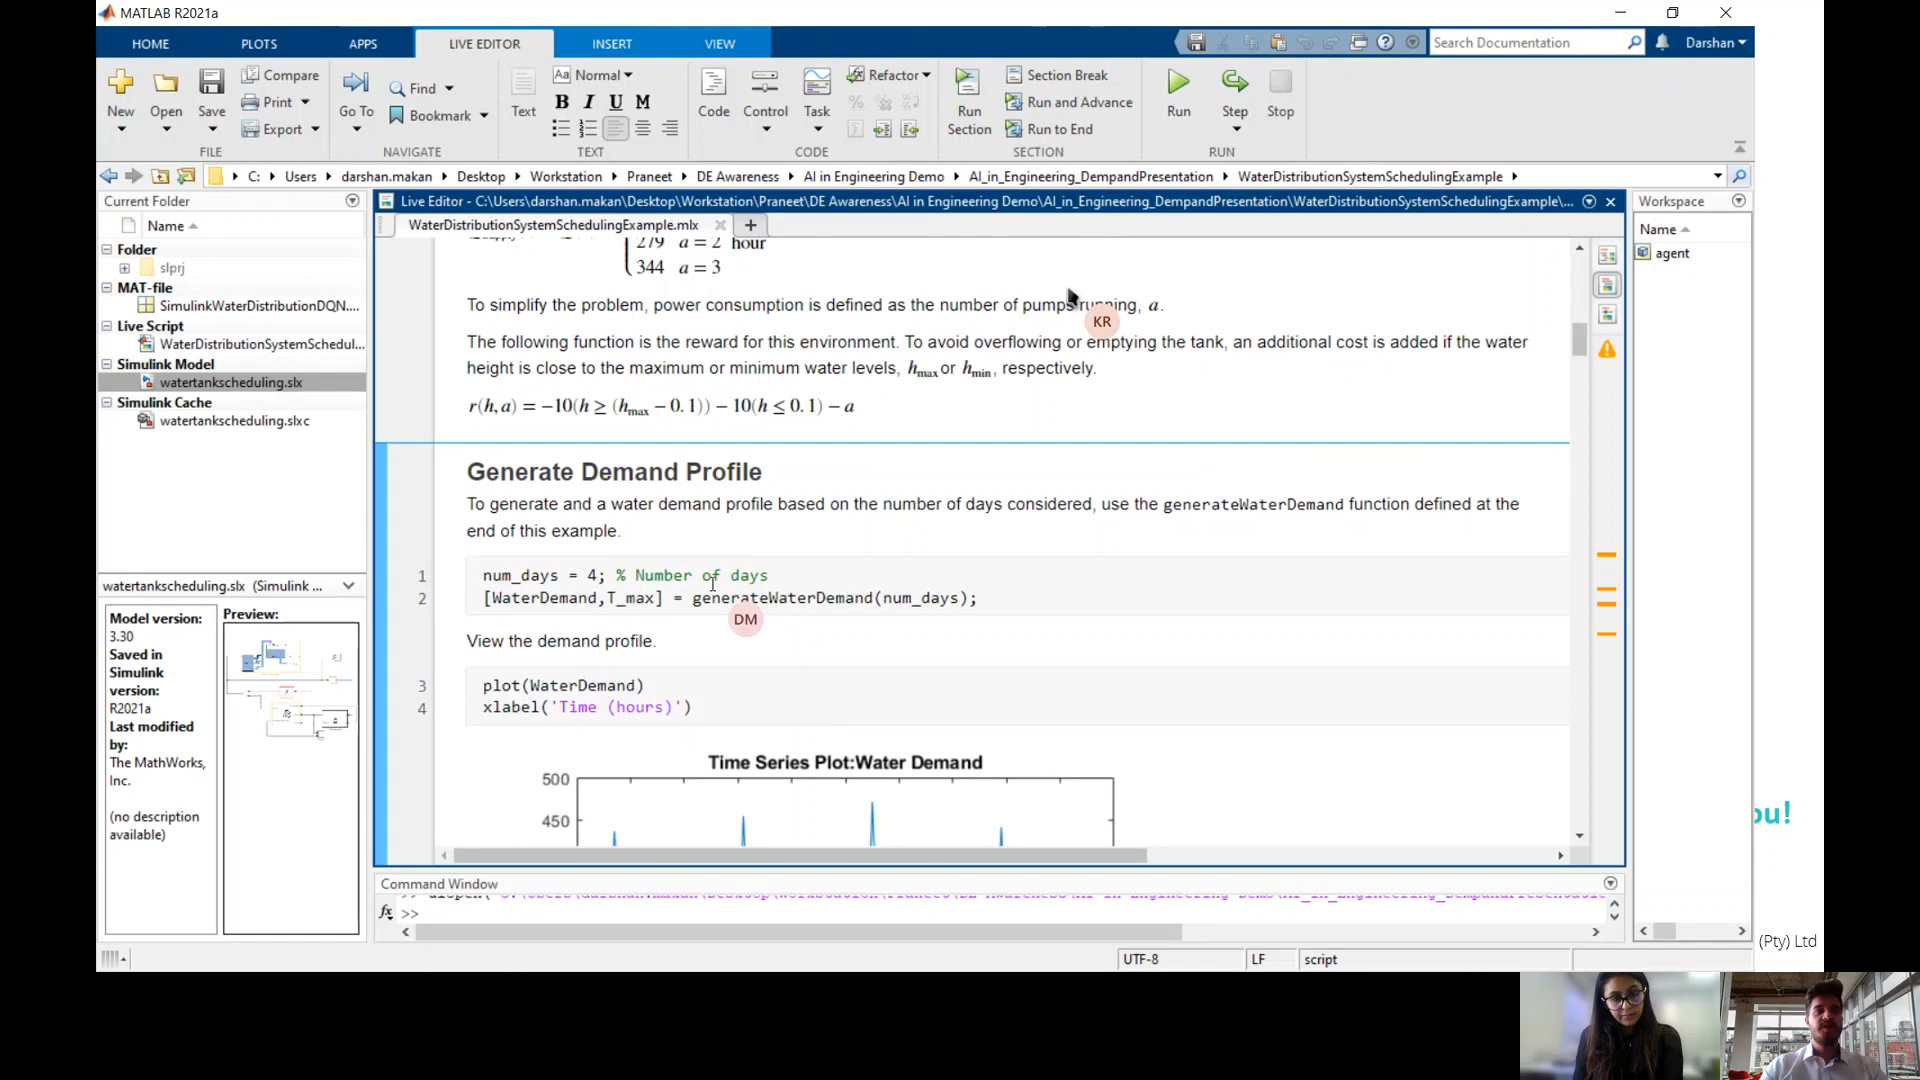 MATLAB R2021a
HOME PLOTS APPS LIVE EDITOR INSERT VIEW
Search Documentation
Darshan
New Open Save Compare Print Export
FILE
Go To Find Bookmark
NAVIGATE
Text Aa Normal
B I U M
TEXT
Code Control Task Refactor
CODE
Run Section
Section Break
Run and Advance
Run to End
SECTION
Run Step Stop
RUN
C: Users darshan.makan Desktop Workstation Praneet DE Awareness AI in Engineering Demo AI_in_Engineering_DempandPresentation WaterDistributionSystemSchedulingExample
Current Folder
Name
Folder
slprj
MAT-file
SimulinkWaterDistributionDQN....
Live Script
WaterDistributionSystemSchedul...
Simulink Model
watertankscheduling.slx
Simulink Cache
watertankscheduling.slxc
watertankscheduling.slx (Simulink ...
Model version:
3.30
Saved in
Simulink
version:
R2021a
Last modified
by:
The MathWorks,
Inc.
(no description
available)
Preview:
Live Editor - C:\Users\darshan.makan\Desktop\Workstation\Praneet\DE Awareness\AI in Engineering Demo\AI_in_Engineering_DempandPresentation\WaterDistributionSystemSchedulingExample\...
WaterDistributionSystemSchedulingExample.mlx
279 a = 2 hour
344 a = 3
To simplify the problem, power consumption is defined as the number of pumps running, a.
KR
The following function is the reward for this environment. To avoid overflowing or emptying the tank, an additional cost is added if the water
height is close to the maximum or minimum water levels, hmax or hmin, respectively.
r(h, a) = −10(h ≥ (hmax − 0.1)) − 10(h ≤ 0.1) − a
Generate Demand Profile
To generate and a water demand profile based on the number of days considered, use the generateWaterDemand function defined at the
end of this example.
1 num_days = 4; % Number of days
2 [WaterDemand,T_max] = generateWaterDemand(num_days);
DM
View the demand profile.
3 plot(WaterDemand)
4 xlabel('Time (hours)')
Time Series Plot:Water Demand
500
450
Command Window
fx >>
Workspace
Name
agent
UTF-8 LF script
ou!
(Pty) Ltd